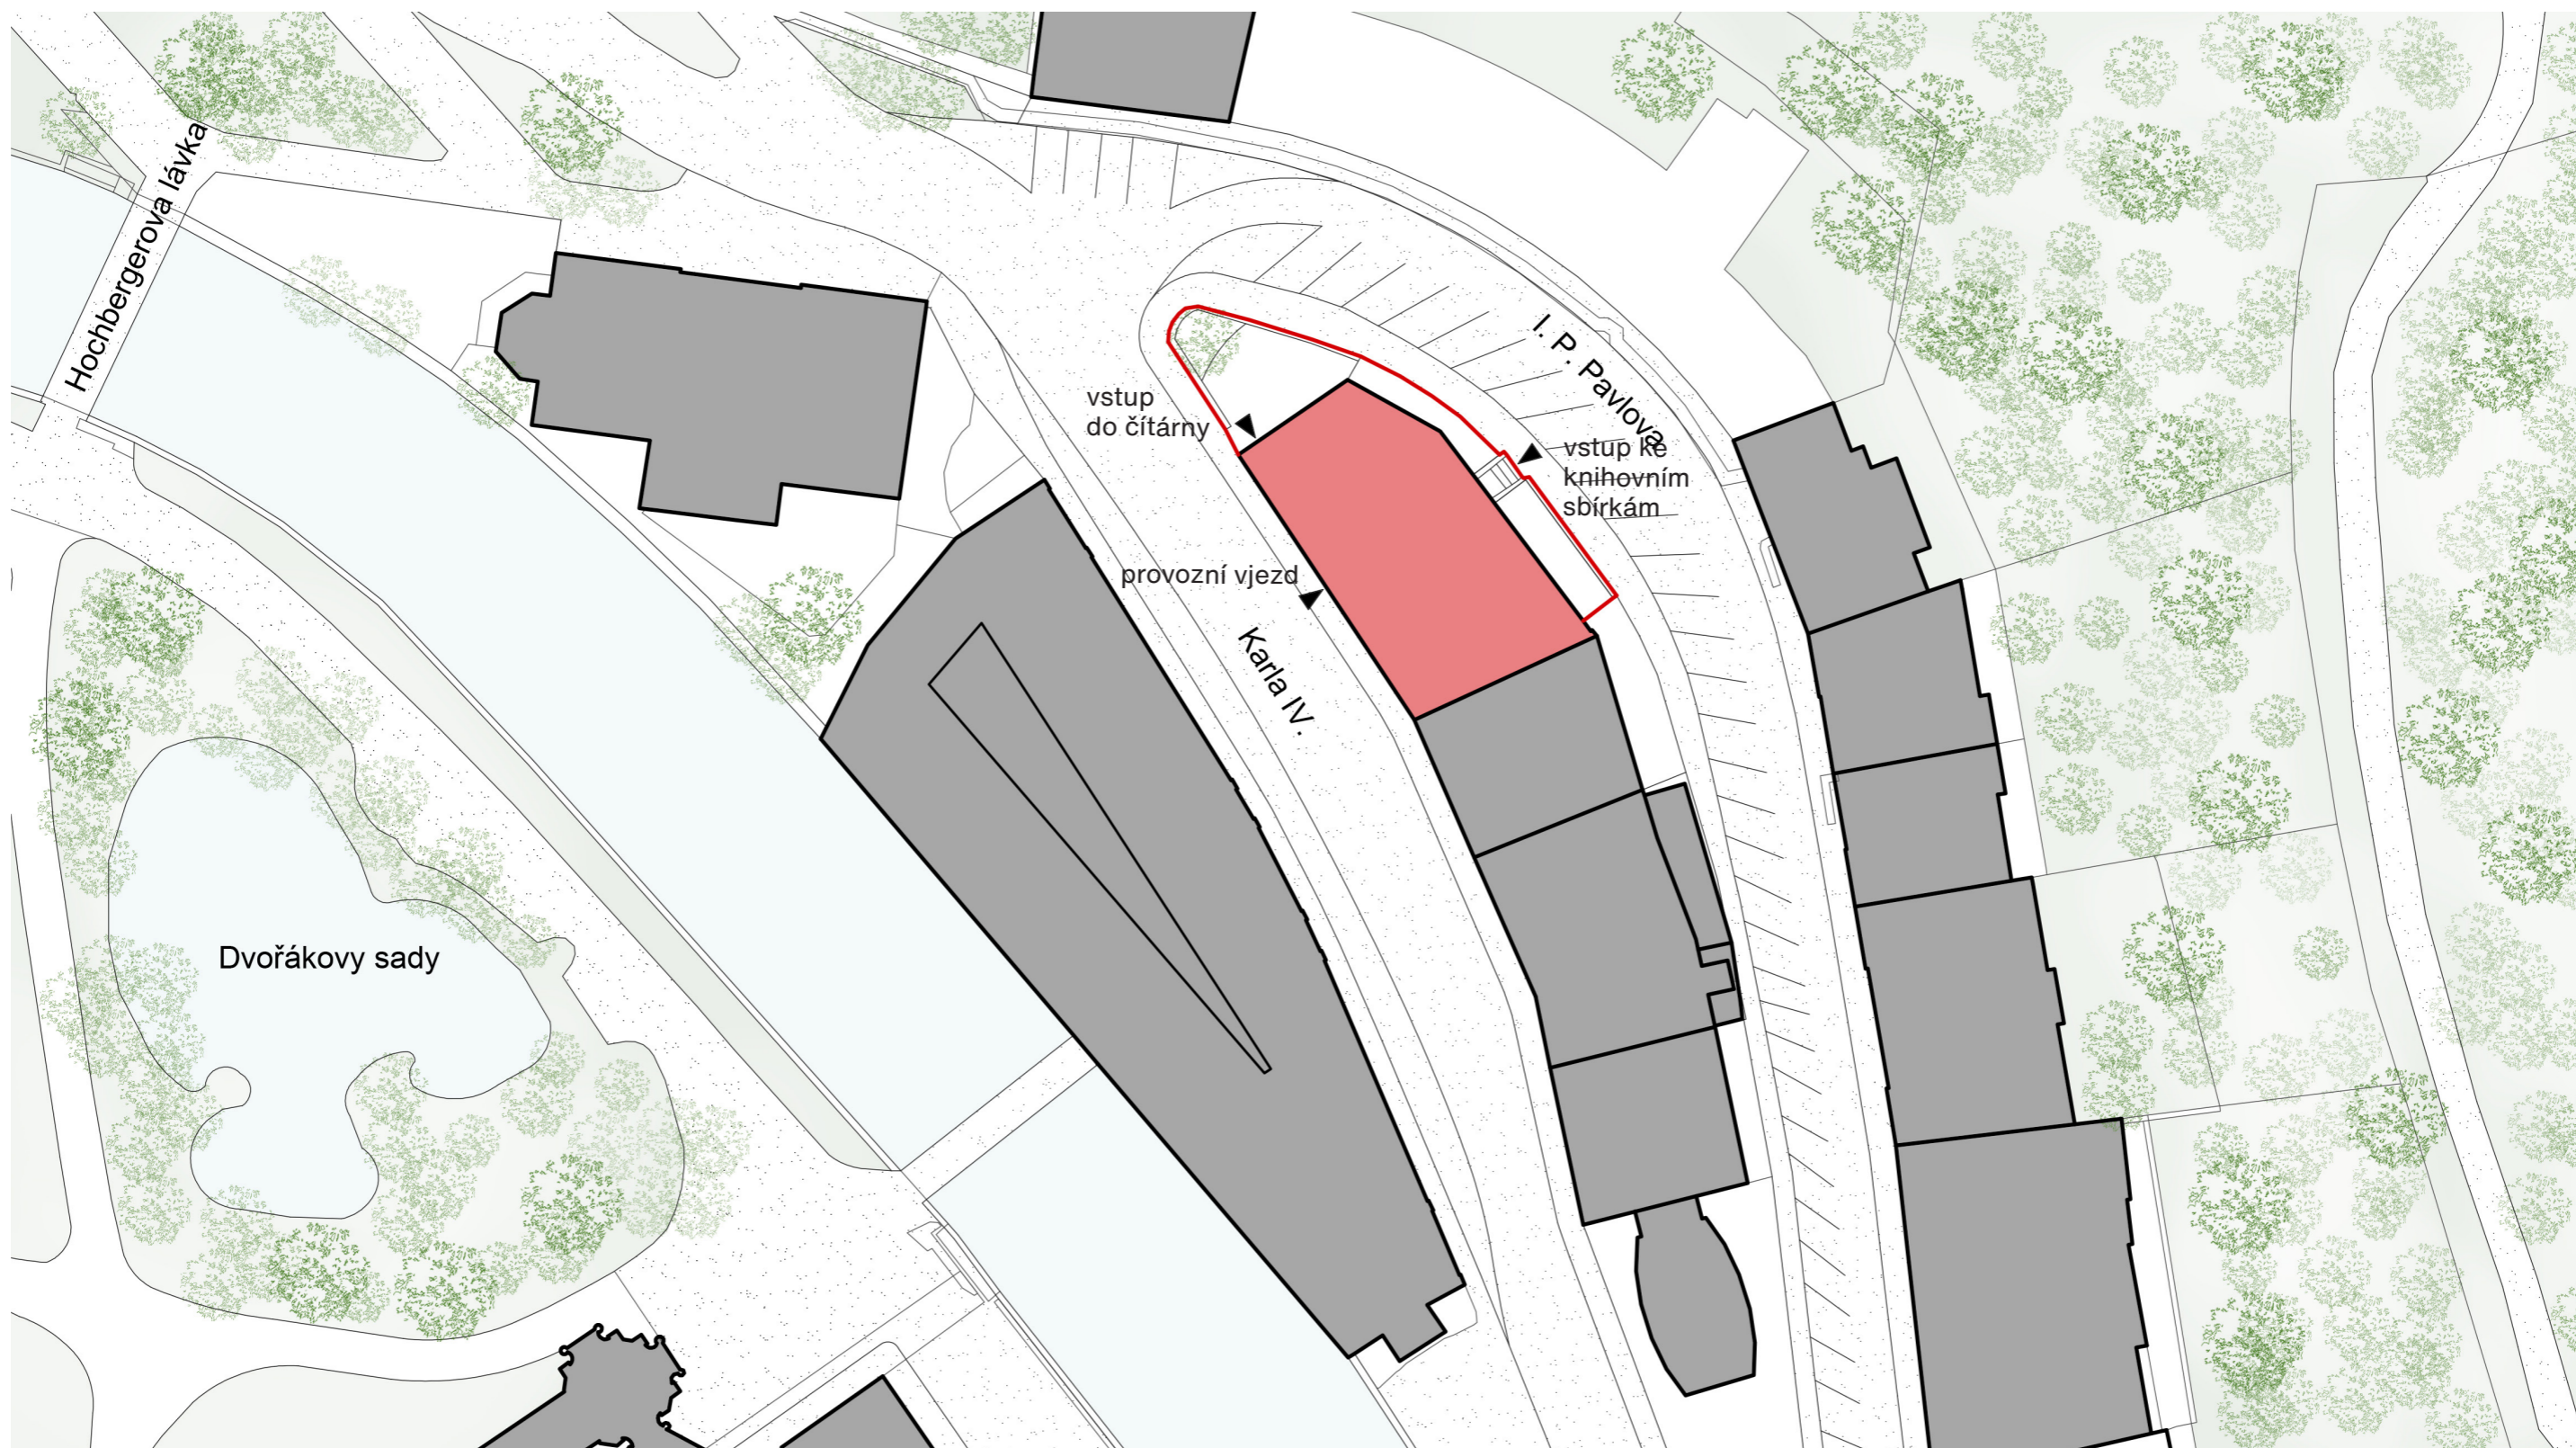 Hochbergerova lávka
I. P. Pavlova
vstup
do čítárny
vstup ke
knihovním
sbírkám
provozní vjezd
Karla IV.
Dvořákovy sady